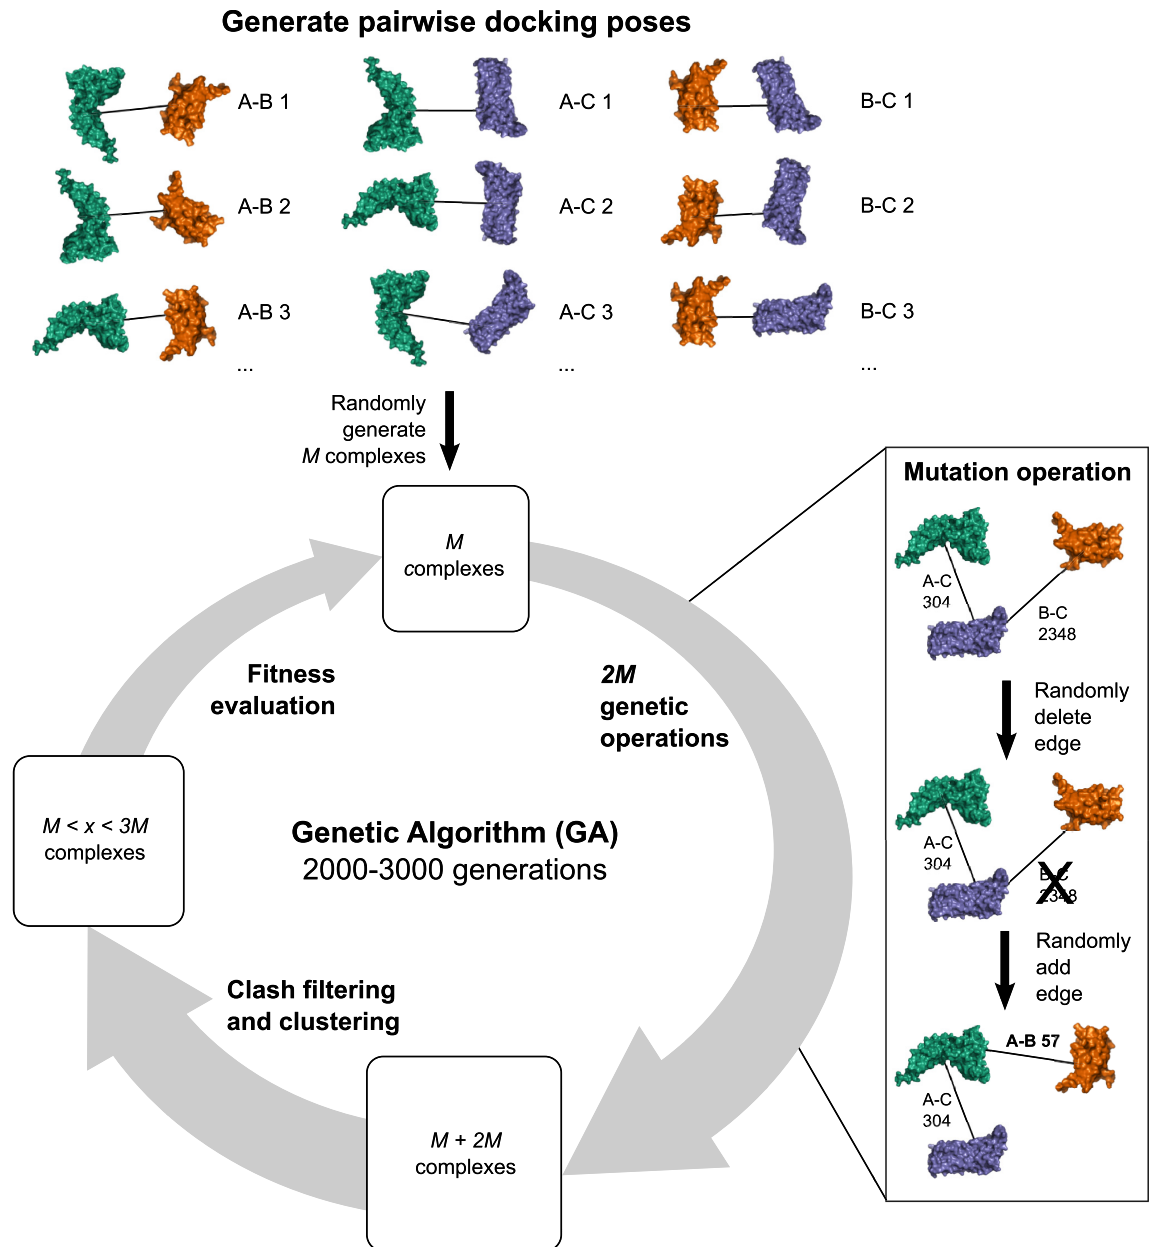 Generate pairwise docking poses
A-B 1
A-C 1
B-C 1
A-B 2
A-C 2
B-C 2
A-B 3
A-C 3
B-C 3
...
...
...
Randomly
generate
M complexes
M
complexes
Fitness
evaluation
2M
genetic
operations
M < x < 3M
complexes
Genetic Algorithm (GA)
2000-3000 generations
Clash filtering
and clustering
M + 2M
complexes
Mutation operation
A-C
304
B-C
2348
Randomly
delete
edge
A-C
304
B-C
2348
X
Randomly
add
edge
A-B 57
A-C
304